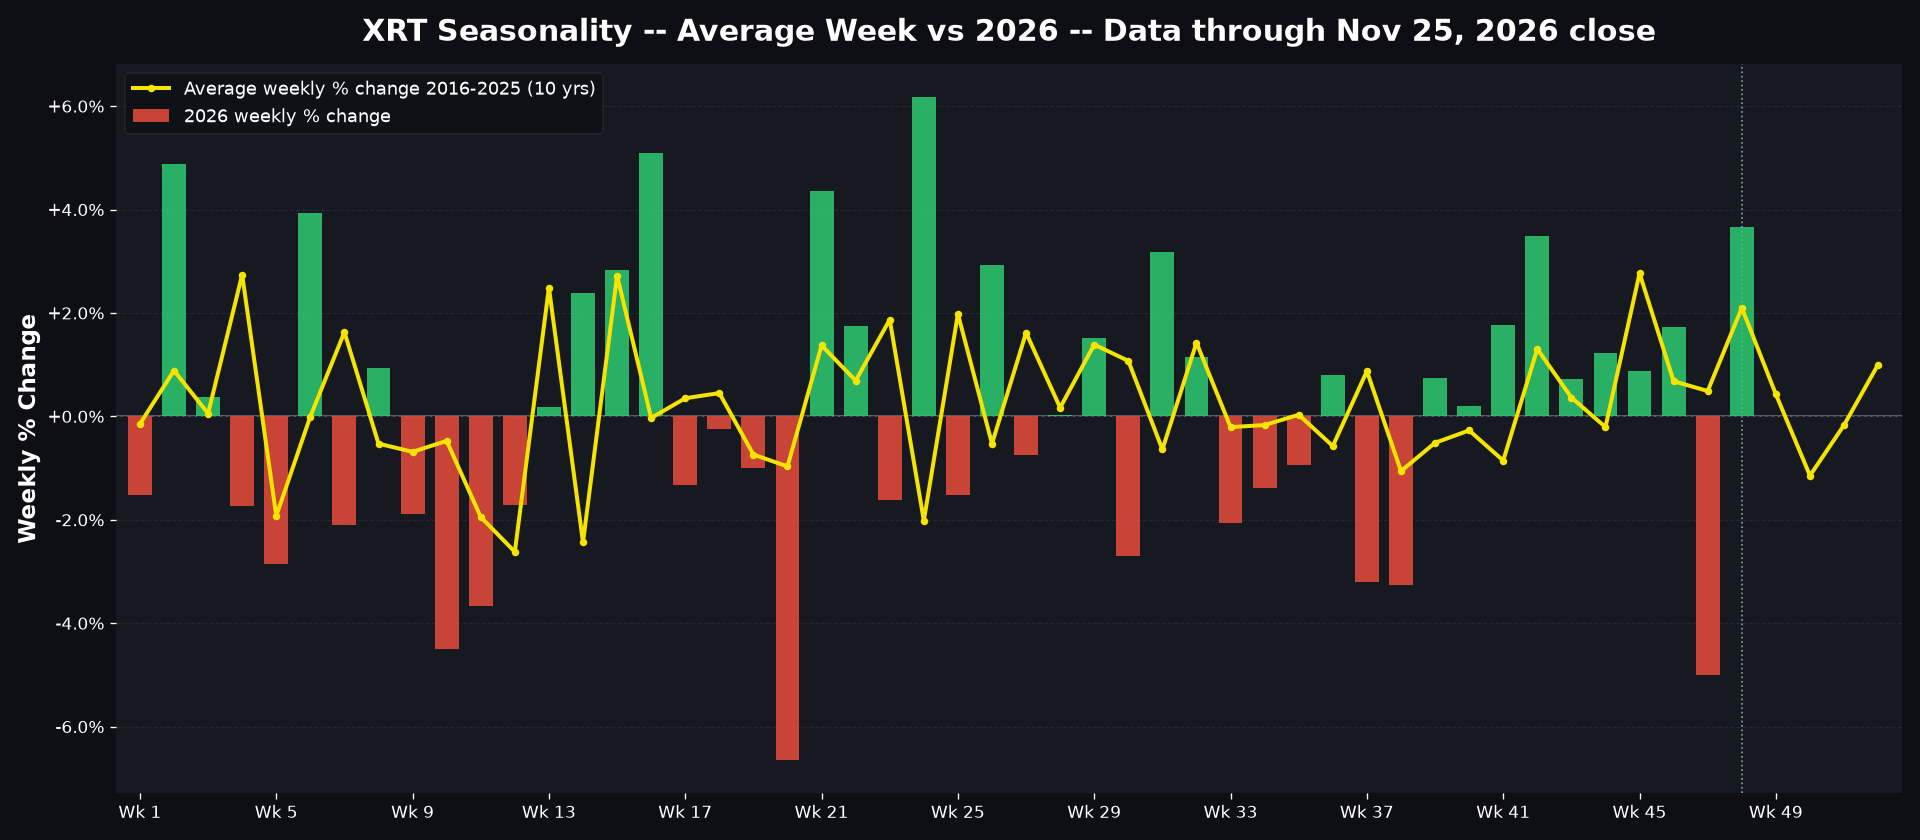 XRT Seasonality -- Average Week vs 2026 -- Data through Nov 25, 2026 close
Average weekly % change 2016-2025 (10 yrs)
2026 weekly % change
Weekly % Change
+6.0%
+4.0%
+2.0%
+0.0%
-2.0%
-4.0%
-6.0%
Wk 1 Wk 5 Wk 9 Wk 13 Wk 17 Wk 21 Wk 25 Wk 29 Wk 33 Wk 37 Wk 41 Wk 45 Wk 49